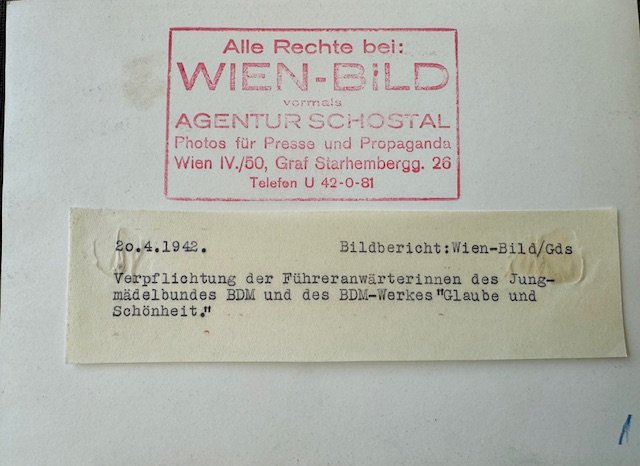 Alle Rechte bei:
WIEN-BiLD
vormals
AGENTUR SCHOSTAL
Photos für Presse und Propaganda
Wien IV./50, Graf Starhembergg. 26
Telefon U 42-0-81
2o.4.1942. Bildbericht:Wien-Bild/Gds
Verpflichtung der Führeranwärterinnen des Jung-
mädelbundes BDM und des BDM-Werkes "Glaube und
Schönheit."